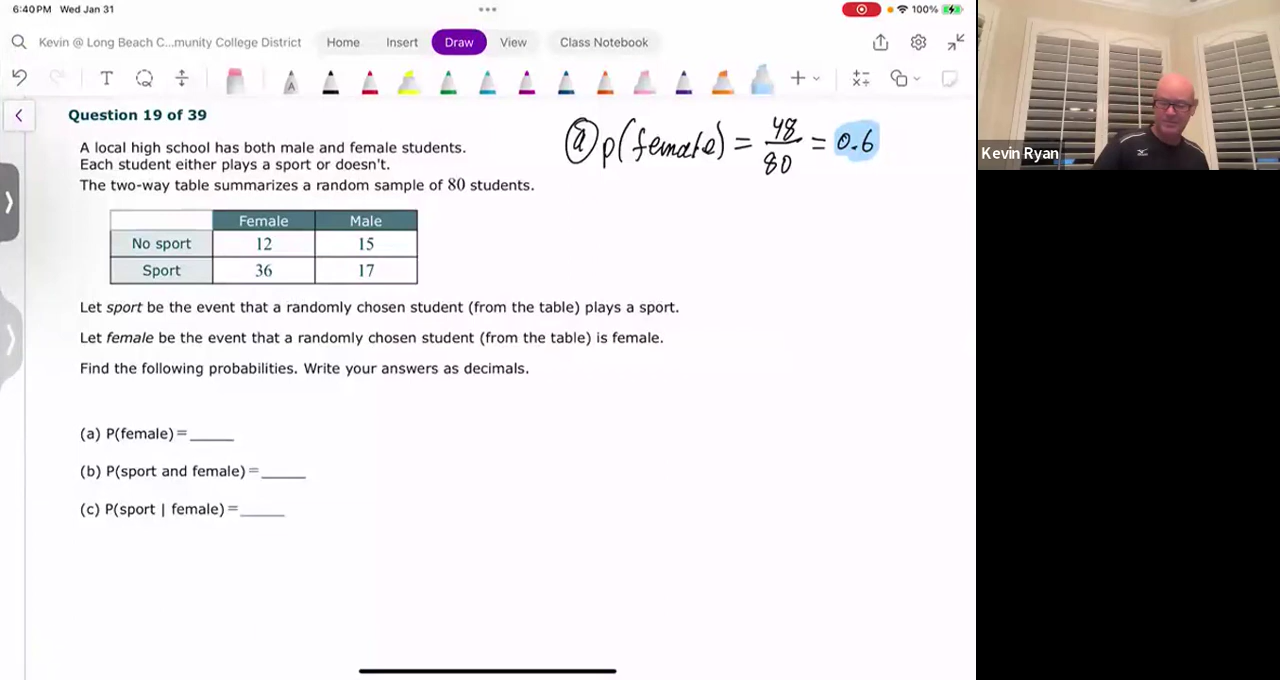 6:40 PM Wed Jan 31
100%
Kevin @ Long Beach C...munity College District
Home Insert Draw View Class Notebook
T
A
Question 19 of 39
A local high school has both male and female students.
Each student either plays a sport or doesn't.
The two-way table summarizes a random sample of 80 students.
Female Male
No sport 12 15
Sport 36 17
Let sport be the event that a randomly chosen student (from the table) plays a sport.
Let female be the event that a randomly chosen student (from the table) is female.
Find the following probabilities. Write your answers as decimals.
(a) P(female) = _____
(b) P(sport and female) = _____
(c) P(sport | female) = _____
(a) p(female) = 48/80 = 0.6
Kevin Ryan